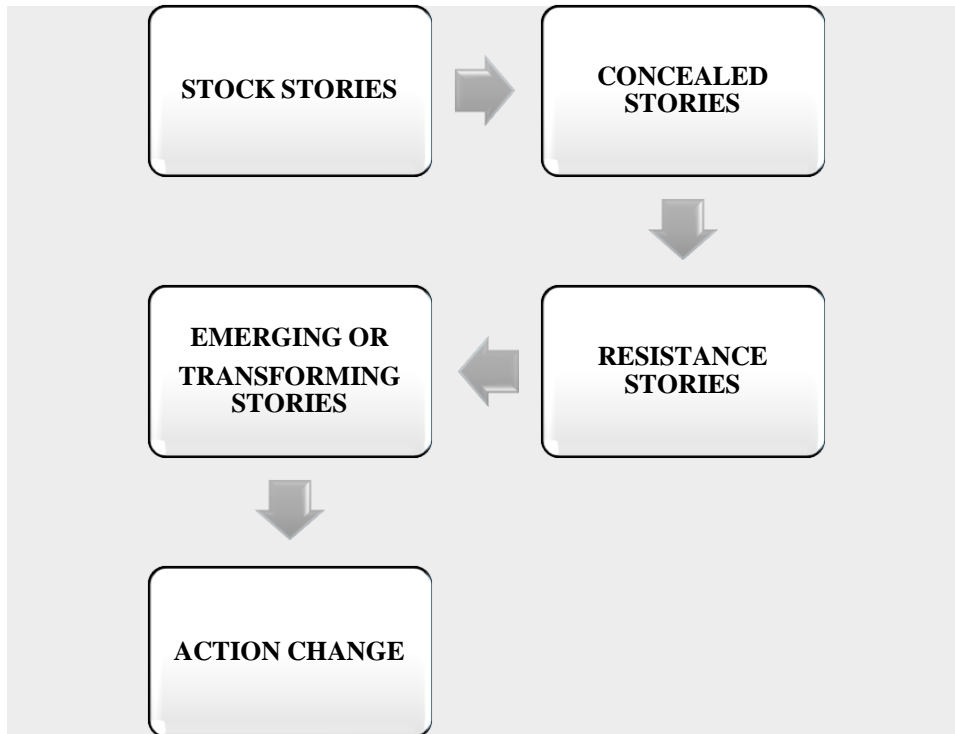 STOCK STORIES
CONCEALED
STORIES
RESISTANCE
STORIES
EMERGING OR
TRANSFORMING
STORIES
ACTION CHANGE